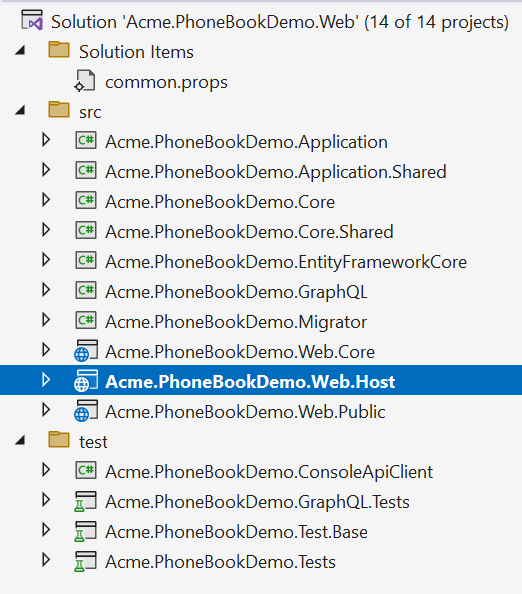 Solution 'Acme.PhoneBookDemo.Web' (14 of 14 projects)
Solution Items
common.props
src
C# Acme.PhoneBookDemo.Application
C# Acme.PhoneBookDemo.Application.Shared
C# Acme.PhoneBookDemo.Core
C# Acme.PhoneBookDemo.Core.Shared
C# Acme.PhoneBookDemo.EntityFrameworkCore
C# Acme.PhoneBookDemo.GraphQL
C# Acme.PhoneBookDemo.Migrator
Acme.PhoneBookDemo.Web.Core
Acme.PhoneBookDemo.Web.Host
Acme.PhoneBookDemo.Web.Public
test
C# Acme.PhoneBookDemo.ConsoleApiClient
Acme.PhoneBookDemo.GraphQL.Tests
Acme.PhoneBookDemo.Test.Base
Acme.PhoneBookDemo.Tests